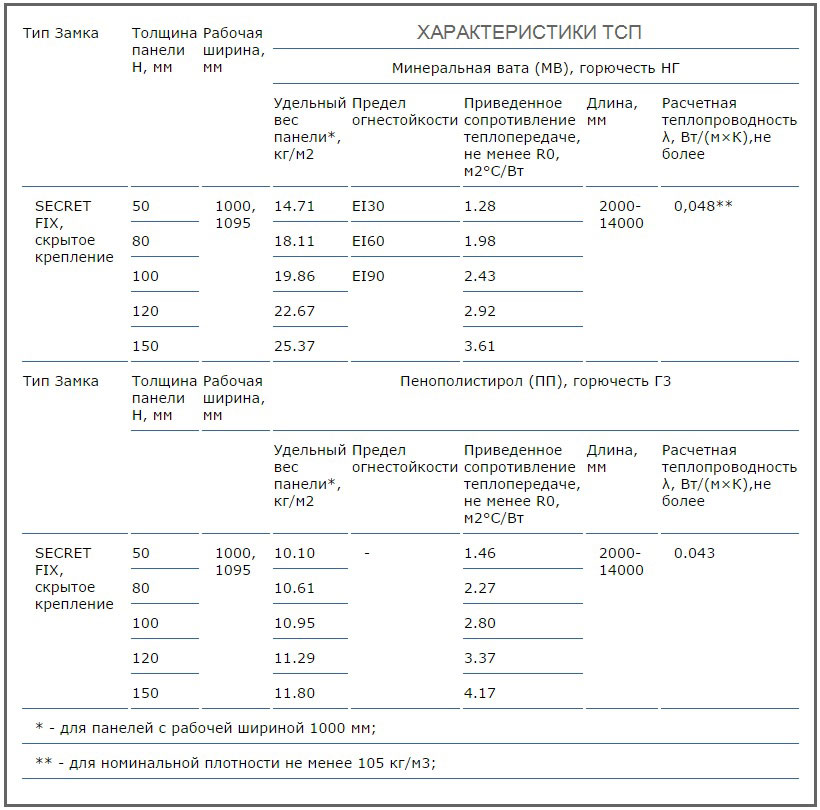 ХАРАКТЕРИСТИКИ ТСП
Тип Замка
Толщина
панели
H, мм
Рабочая
ширина,
мм
Минеральная вата (МВ), горючесть НГ
Удельный
вес
панели*,
кг/м2
Предел
огнестойкости
Приведенное
сопротивление
теплопередаче,
не менее R0,
м2°С/Вт
Длина,
мм
Расчетная
теплопроводность
λ, Вт/(м×К),не
более
SECRET
FIX,
скрытое
крепление
50
1000,
1095
14.71
EI30
1.28
2000-
14000
0,048**
80
18.11
EI60
1.98
100
19.86
EI90
2.43
120
22.67
2.92
150
25.37
3.61
Тип Замка
Толщина
панели
H, мм
Рабочая
ширина,
мм
Пенополистирол (ПП), горючесть Г3
Удельный
вес
панели*,
кг/м2
Предел
огнестойкости
Приведенное
сопротивление
теплопередаче,
не менее R0,
м2°С/Вт
Длина,
мм
Расчетная
теплопроводность
λ, Вт/(м×К),не
более
SECRET
FIX,
скрытое
крепление
50
1000,
1095
10.10
-
1.46
2000-
14000
0.043
80
10.61
2.27
100
10.95
2.80
120
11.29
3.37
150
11.80
4.17
* - для панелей с рабочей шириной 1000 мм;
** - для номинальной плотности не менее 105 кг/м3;